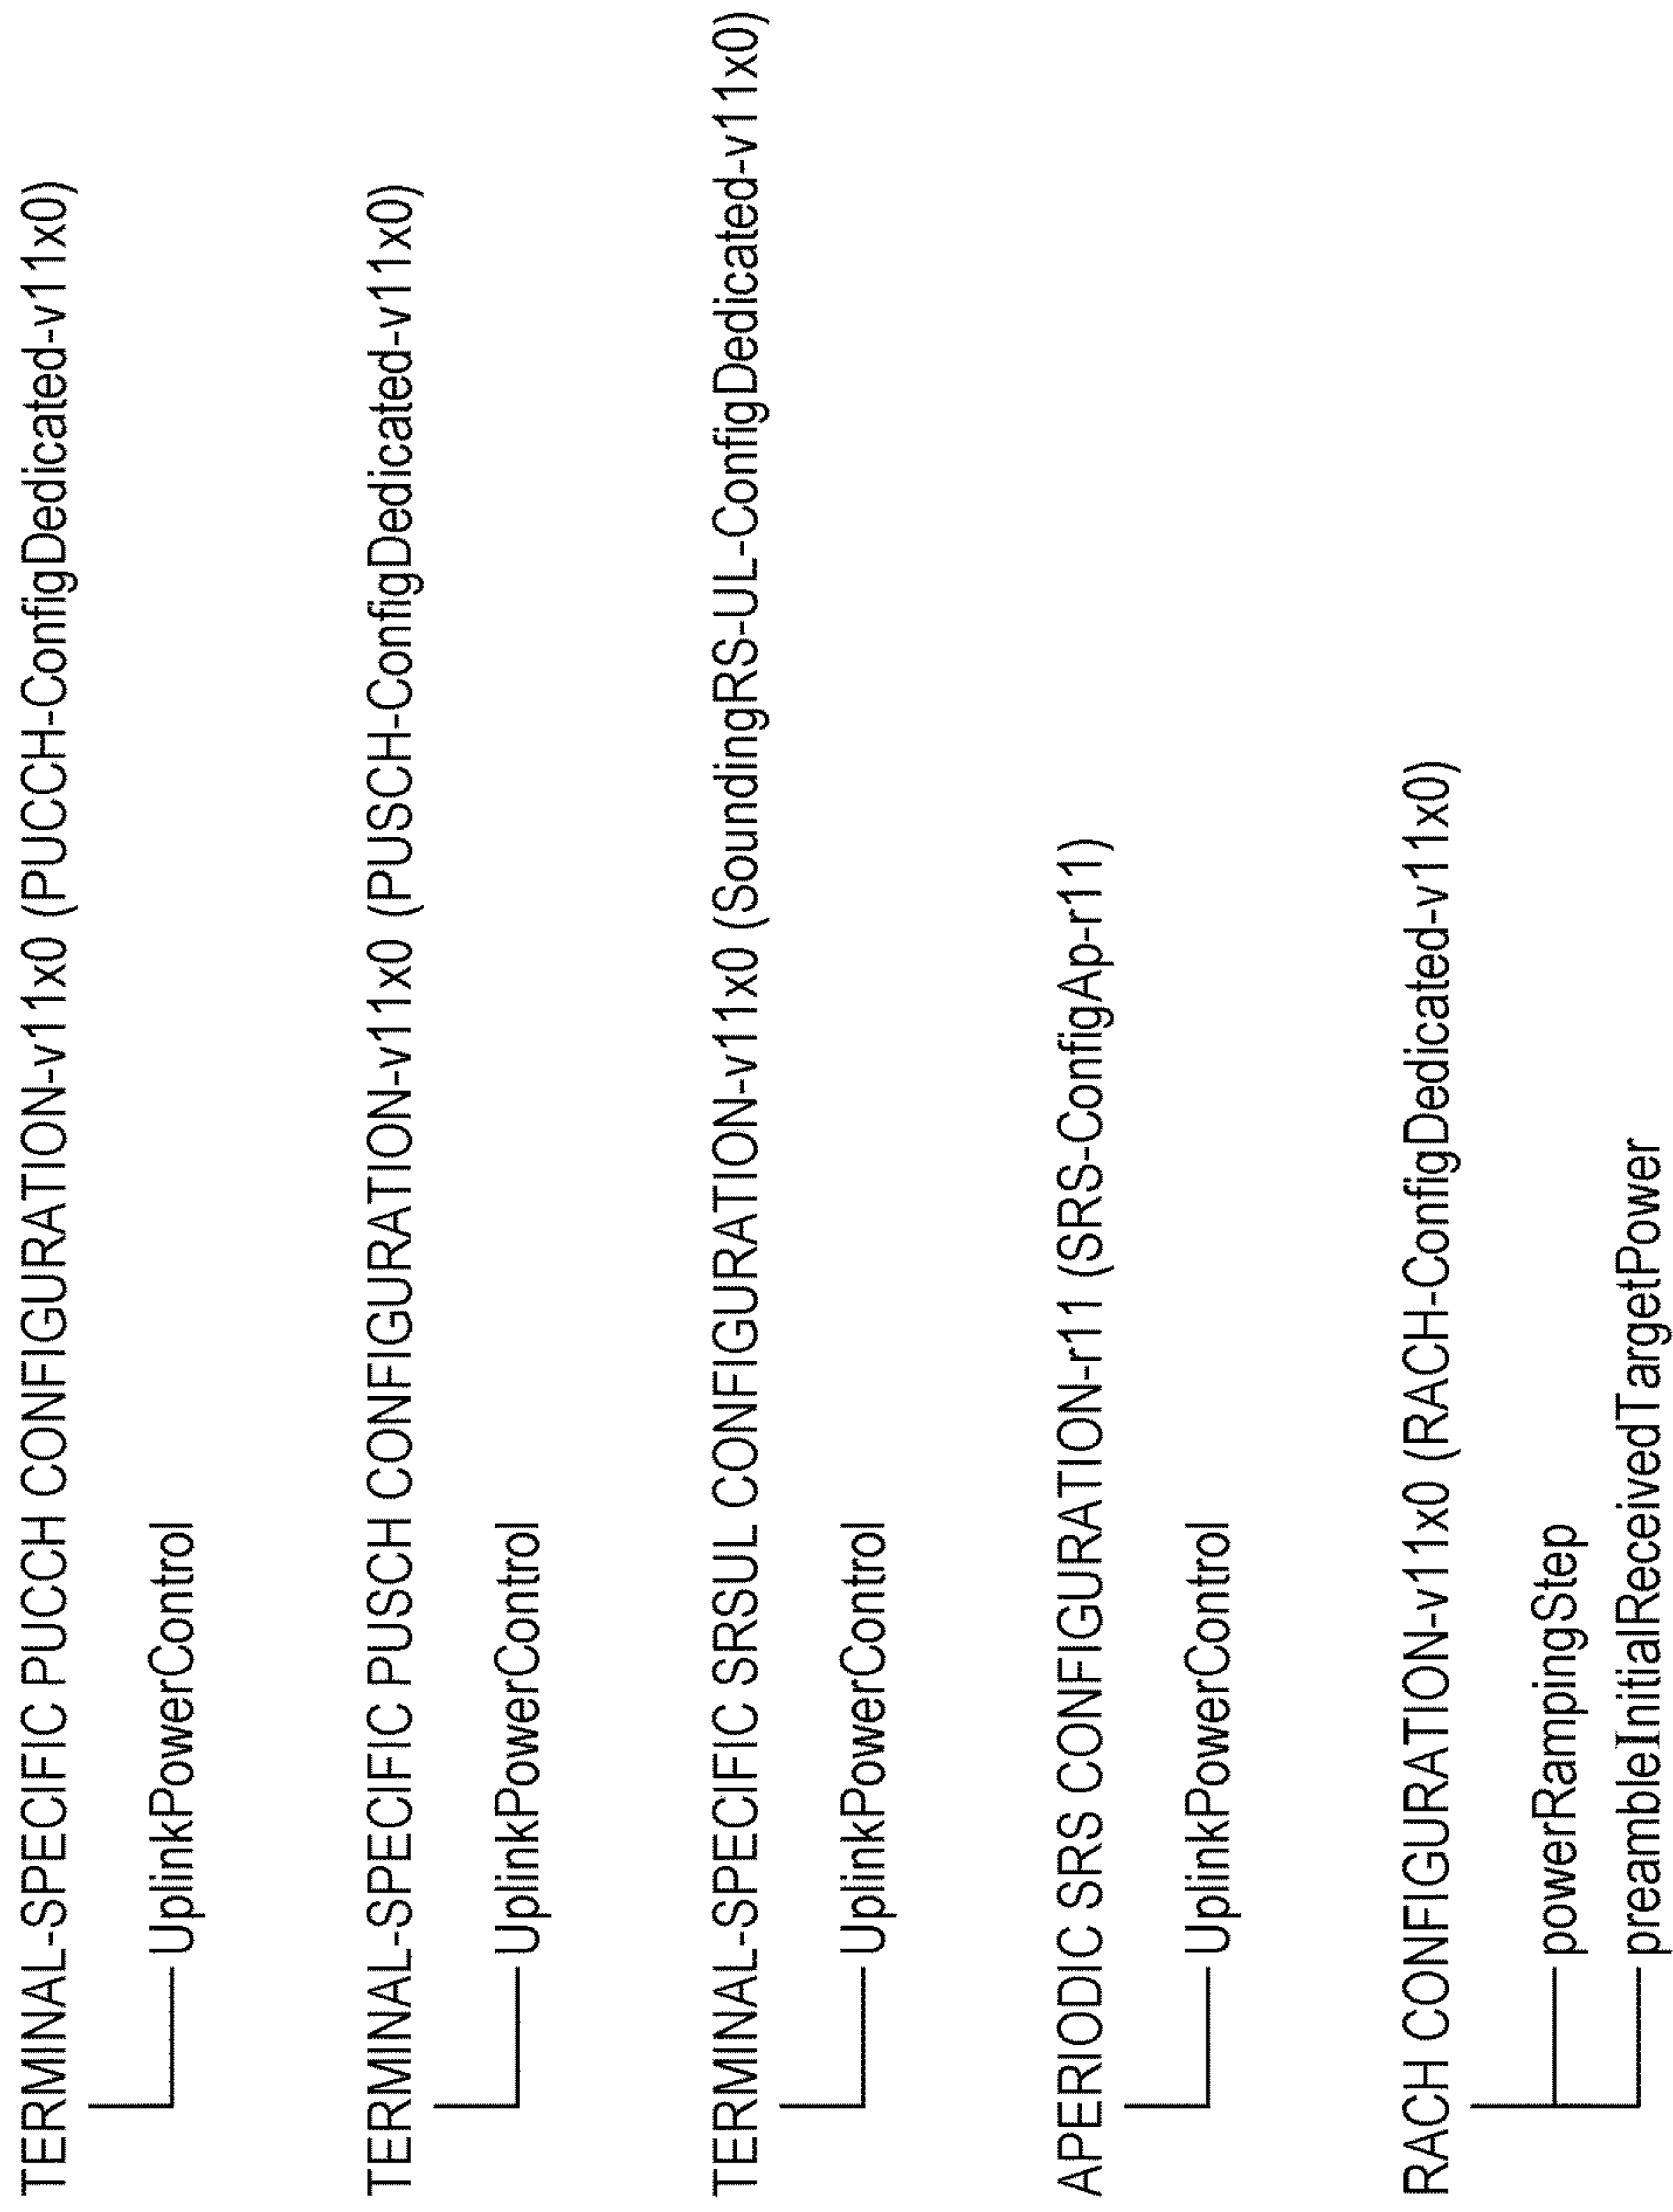 TERMINAL-SPECIFIC PUCCH CONFIGURATION-v11x0 (PUCCH-ConfigDedicated-v11x0)
UplinkPowerControl
TERMINAL-SPECIFIC PUSCH CONFIGURATION-v11x0 (PUSCH-ConfigDedicated-v11x0)
UplinkPowerControl
TERMINAL-SPECIFIC SRSUL CONFIGURATION-v11x0 (SoundingRS-UL-ConfigDedicated-v11x0)
UplinkPowerControl
APERIODIC SRS CONFIGURATION-r11 (SRS-ConfigAp-r11)
UplinkPowerControl
RACH CONFIGURATION-v11x0 (RACH-ConfigDedicated-v11x0)
powerRampingStep
preambleInitialReceivedTargetPower